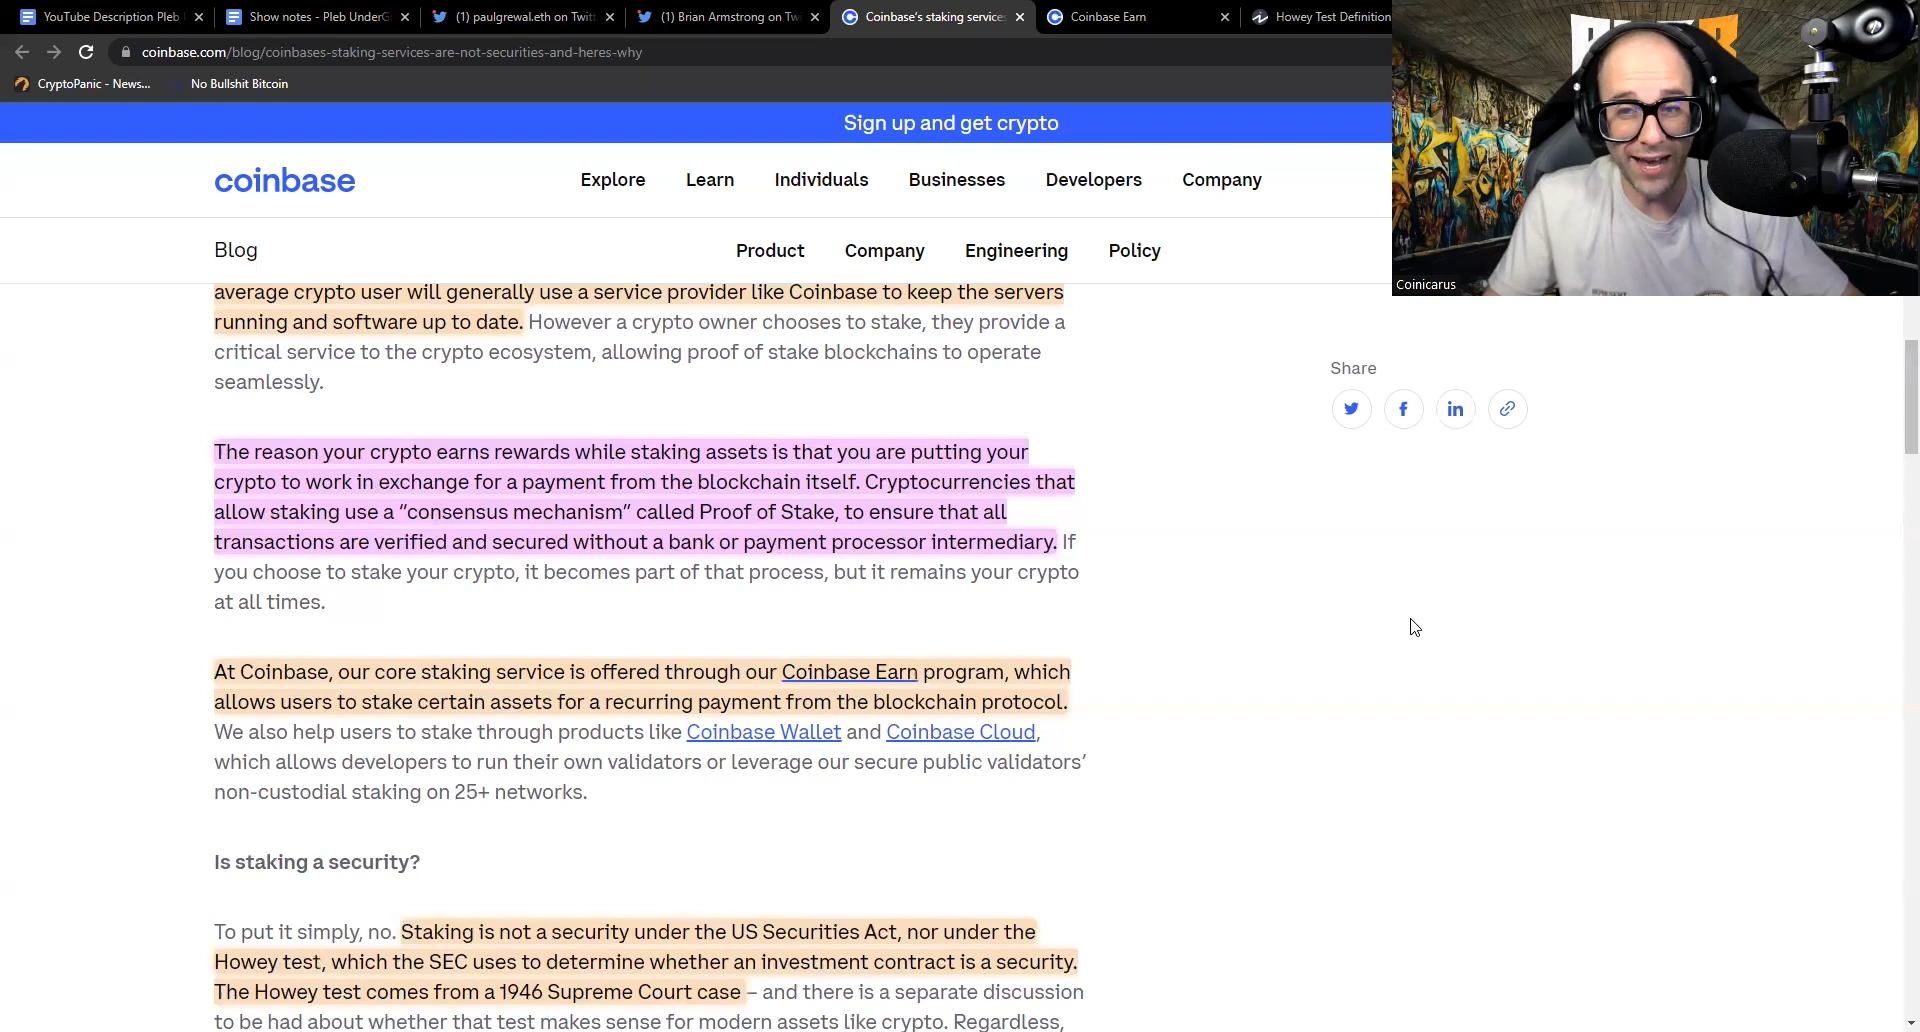 YouTube Description Pleb
Show notes - Pleb UnderG
(1) paulgrewal.eth on Twitt
(1) Brian Armstrong on Tw
Coinbase's staking services
Coinbase Earn
Howey Test Definition
coinbase.com/blog/coinbases-staking-services-are-not-securities-and-heres-why
CryptoPanic - News...
No Bullshit Bitcoin
Sign up and get crypto
coinbase
Explore
Learn
Individuals
Businesses
Developers
Company
Coinicarus
Blog
Product
Company
Engineering
Policy
average crypto user will generally use a service provider like Coinbase to keep the servers
running and software up to date. However a crypto owner chooses to stake, they provide a
critical service to the crypto ecosystem, allowing proof of stake blockchains to operate
seamlessly.
Share
The reason your crypto earns rewards while staking assets is that you are putting your
crypto to work in exchange for a payment from the blockchain itself. Cryptocurrencies that
allow staking use a “consensus mechanism” called Proof of Stake, to ensure that all
transactions are verified and secured without a bank or payment processor intermediary. If
you choose to stake your crypto, it becomes part of that process, but it remains your crypto
at all times.
At Coinbase, our core staking service is offered through our Coinbase Earn program, which
allows users to stake certain assets for a recurring payment from the blockchain protocol.
We also help users to stake through products like Coinbase Wallet and Coinbase Cloud,
which allows developers to run their own validators or leverage our secure public validators’
non-custodial staking on 25+ networks.
Is staking a security?
To put it simply, no. Staking is not a security under the US Securities Act, nor under the
Howey test, which the SEC uses to determine whether an investment contract is a security.
The Howey test comes from a 1946 Supreme Court case – and there is a separate discussion
to be had about whether that test makes sense for modern assets like crypto. Regardless,